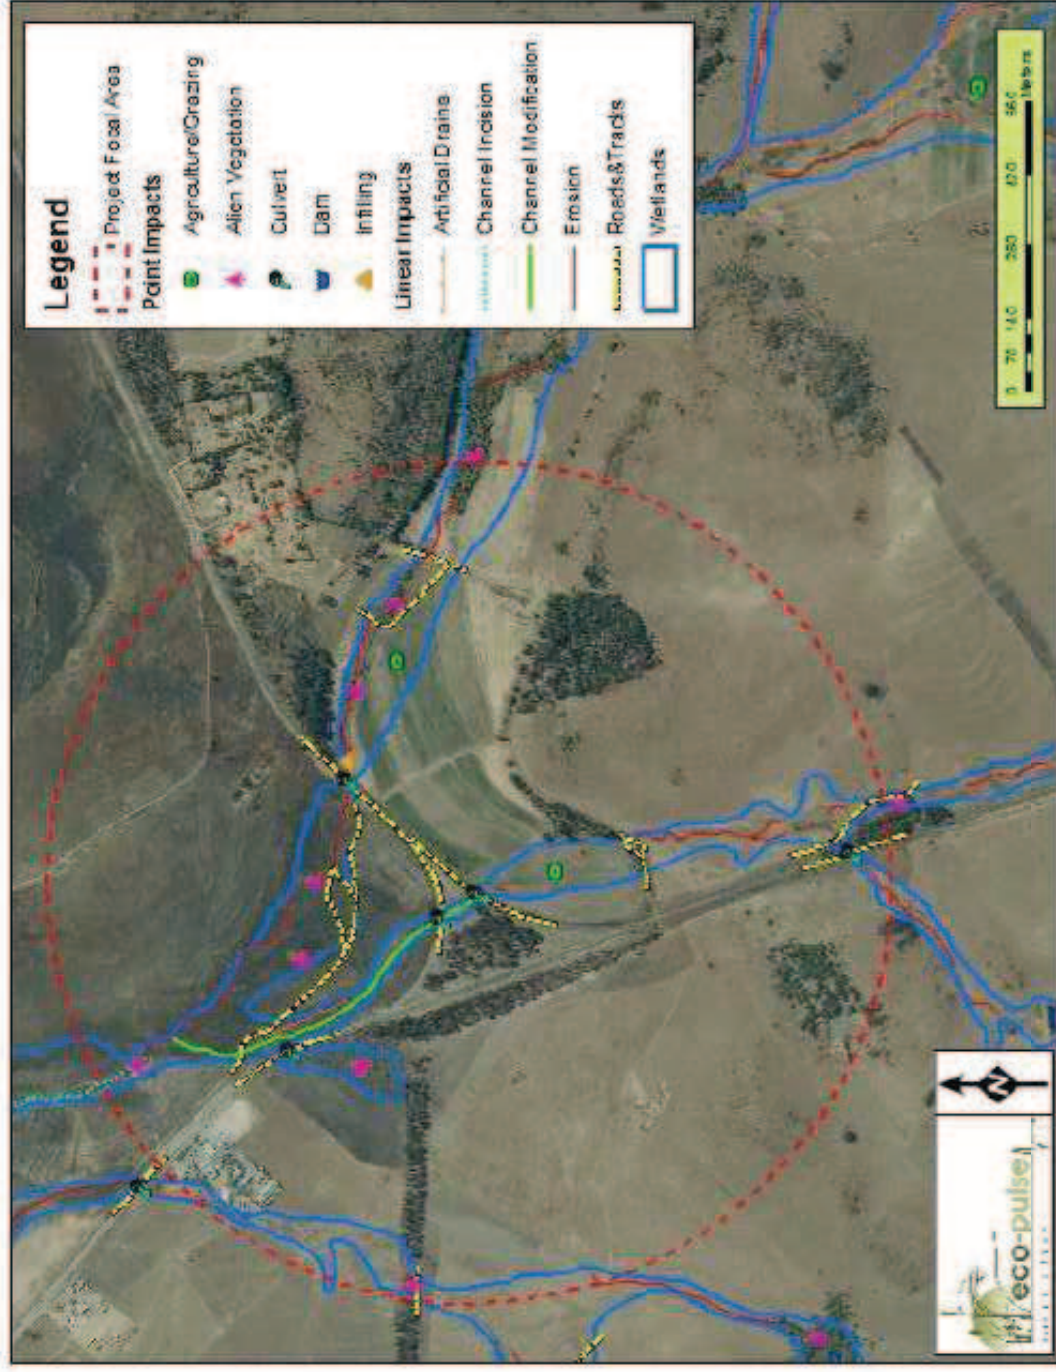 Legend
Project Focal Area
Point Impacts
Agriculture/Grazing
Alien Vegetation
Culvert
Dam
Infilling
Linear Impacts
Artificial Drains
Channel Incision
Channel Modification
Erosion
Roads&Tracks
Wetlands
0 70 140 280 420 560
Meters
N
eco-pulse